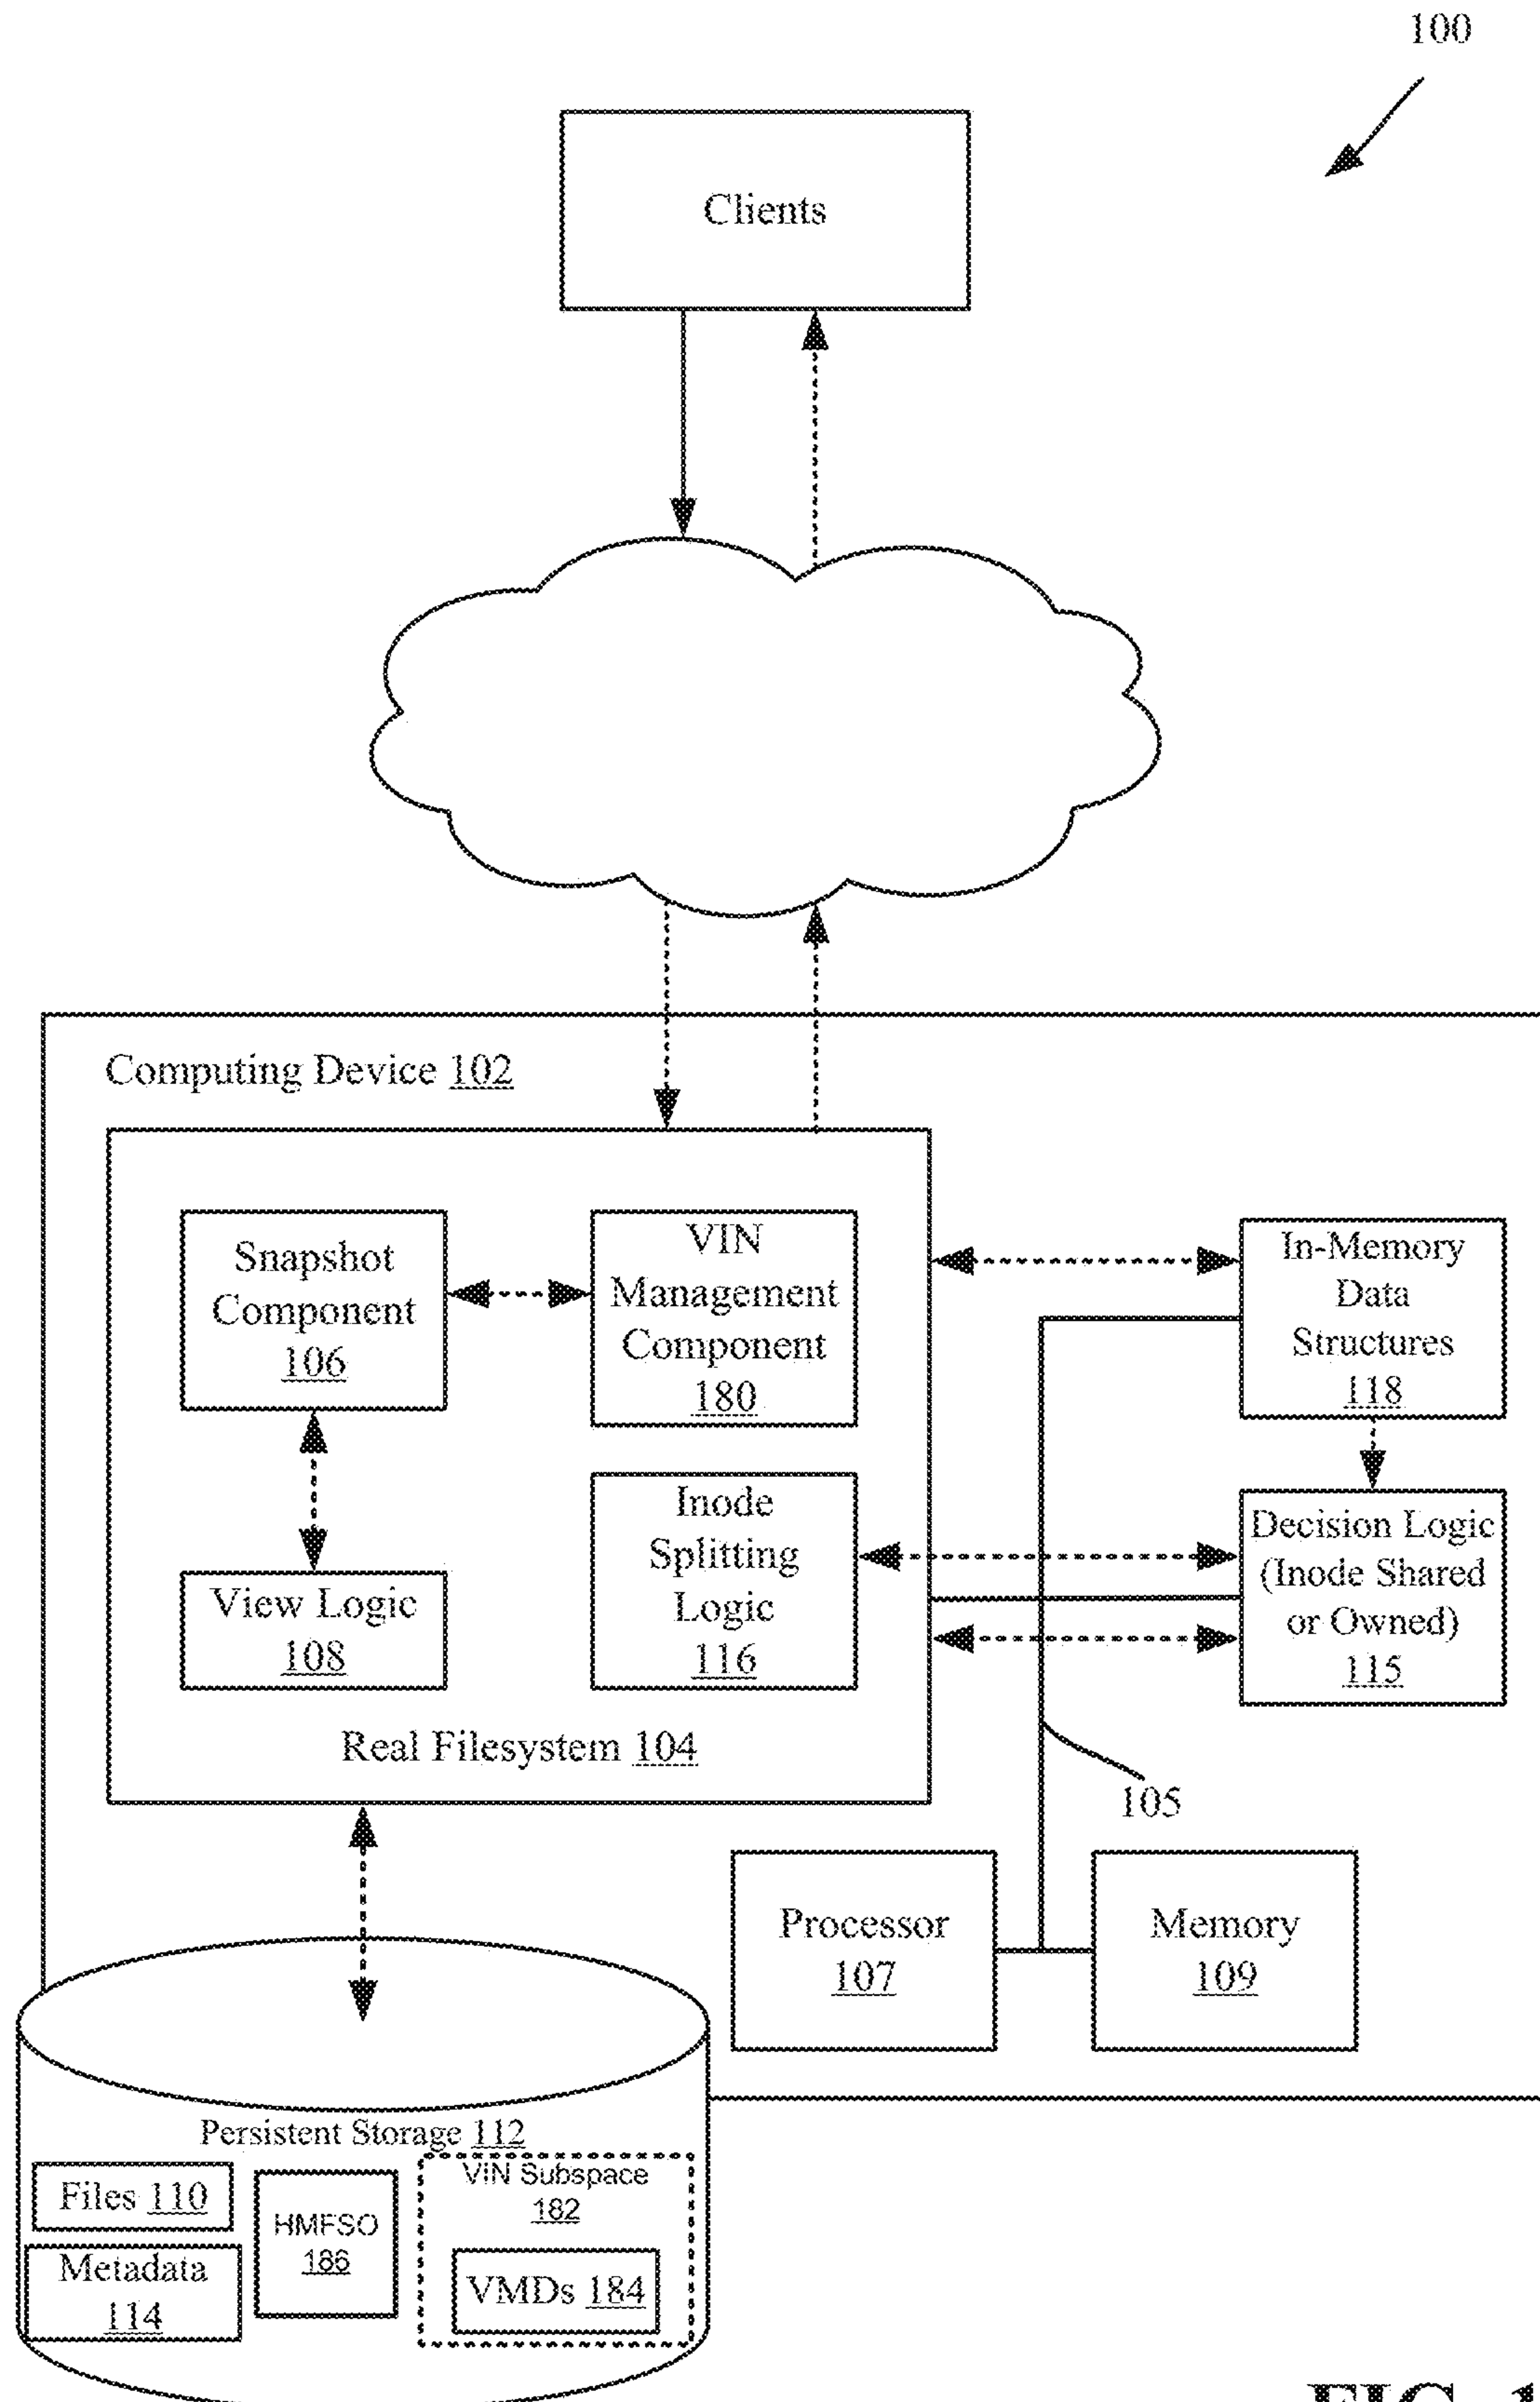 100
Clients
Computing Device 102
Snapshot
Component
106
VIN
Management
Component
180
In-Memory
Data
Structures
118
View Logic
108
Inode
Splitting
Logic
116
Decision Logic
(Inode Shared
or Owned)
115
Real Filesystem 104
105
Processor
107
Memory
109
Persistent Storage 112
Files 110
Metadata
114
HMFSO
186
VIN Subspace
182
VMDs 184
FIG. 1